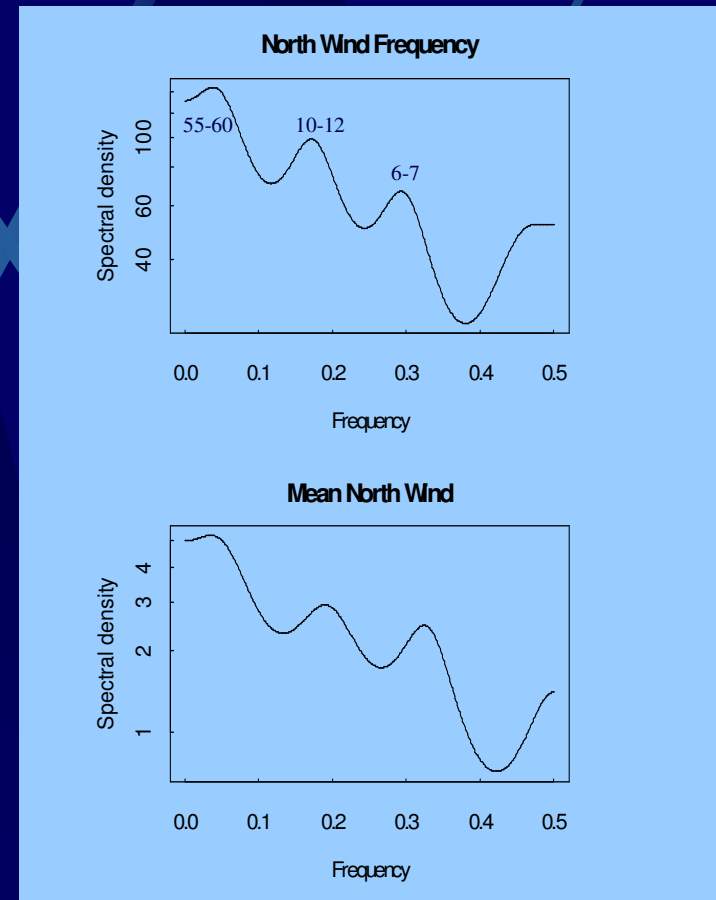 North Wind Frequency
Spectral density
100
60
40
55-60
10-12
6-7
0.0 0.1 0.2 0.3 0.4 0.5
Frequency
Mean North Wind
Spectral density
4
3
2
1
0.0 0.1 0.2 0.3 0.4 0.5
Frequency